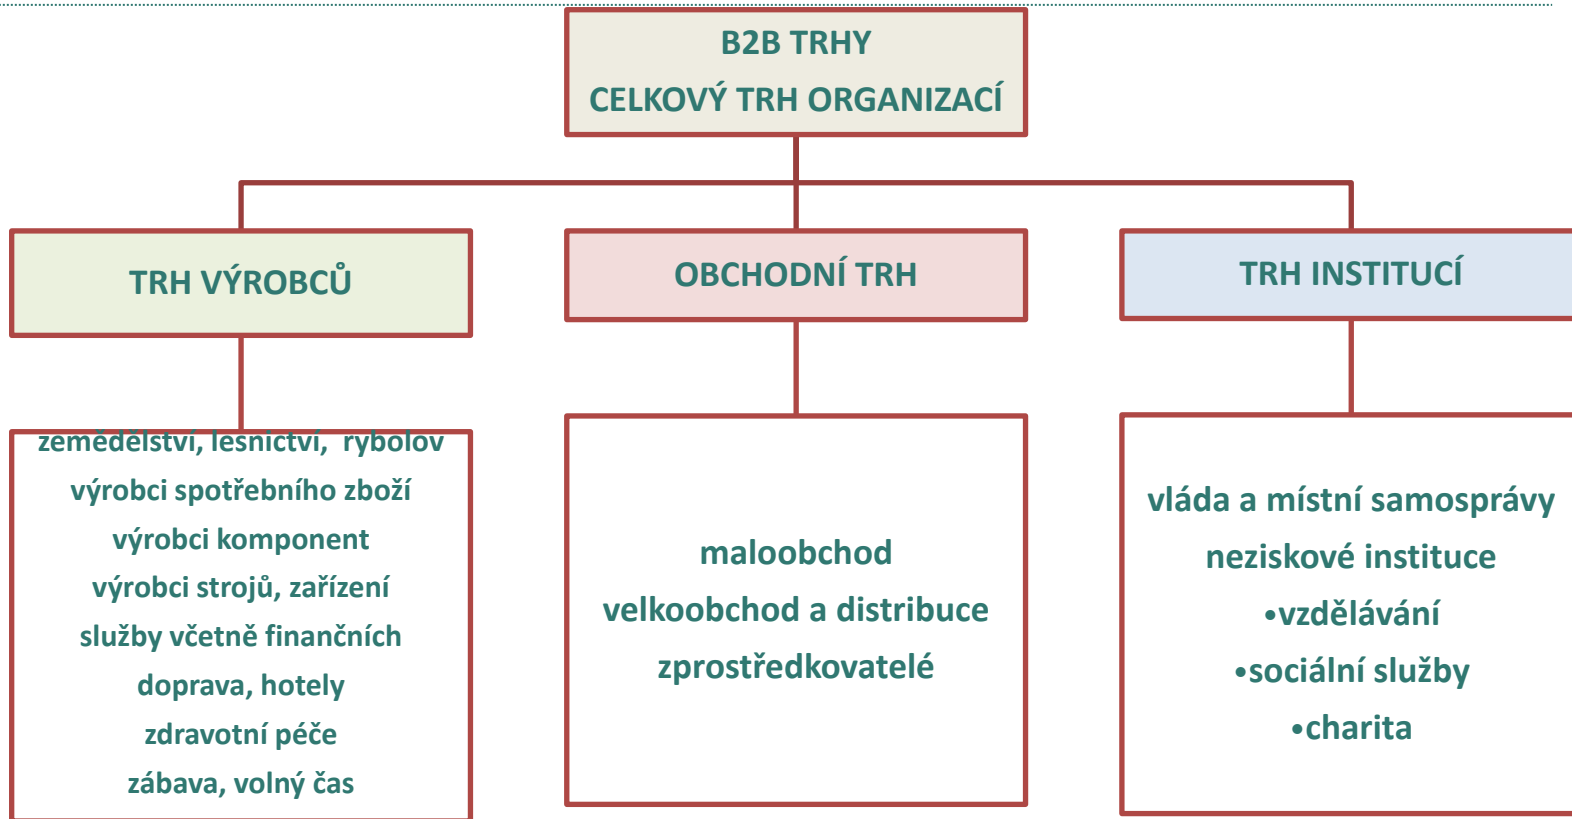 B2B TRHY
CELKOVÝ TRH ORGANIZACÍ
TRH VÝROBCŮ
OBCHODNÍ TRH
TRH INSTITUCÍ
zemědělství, lesnictví, rybolov
výrobci spotřebního zboží
výrobci komponent
výrobci strojů, zařízení
služby včetně finančních
doprava, hotely
zdravotní péče
zábava, volný čas
maloobchod
velkoobchod a distribuce
zprostředkovatelé
vláda a místní samosprávy
neziskové instituce
•vzdělávání
•sociální služby
•charita